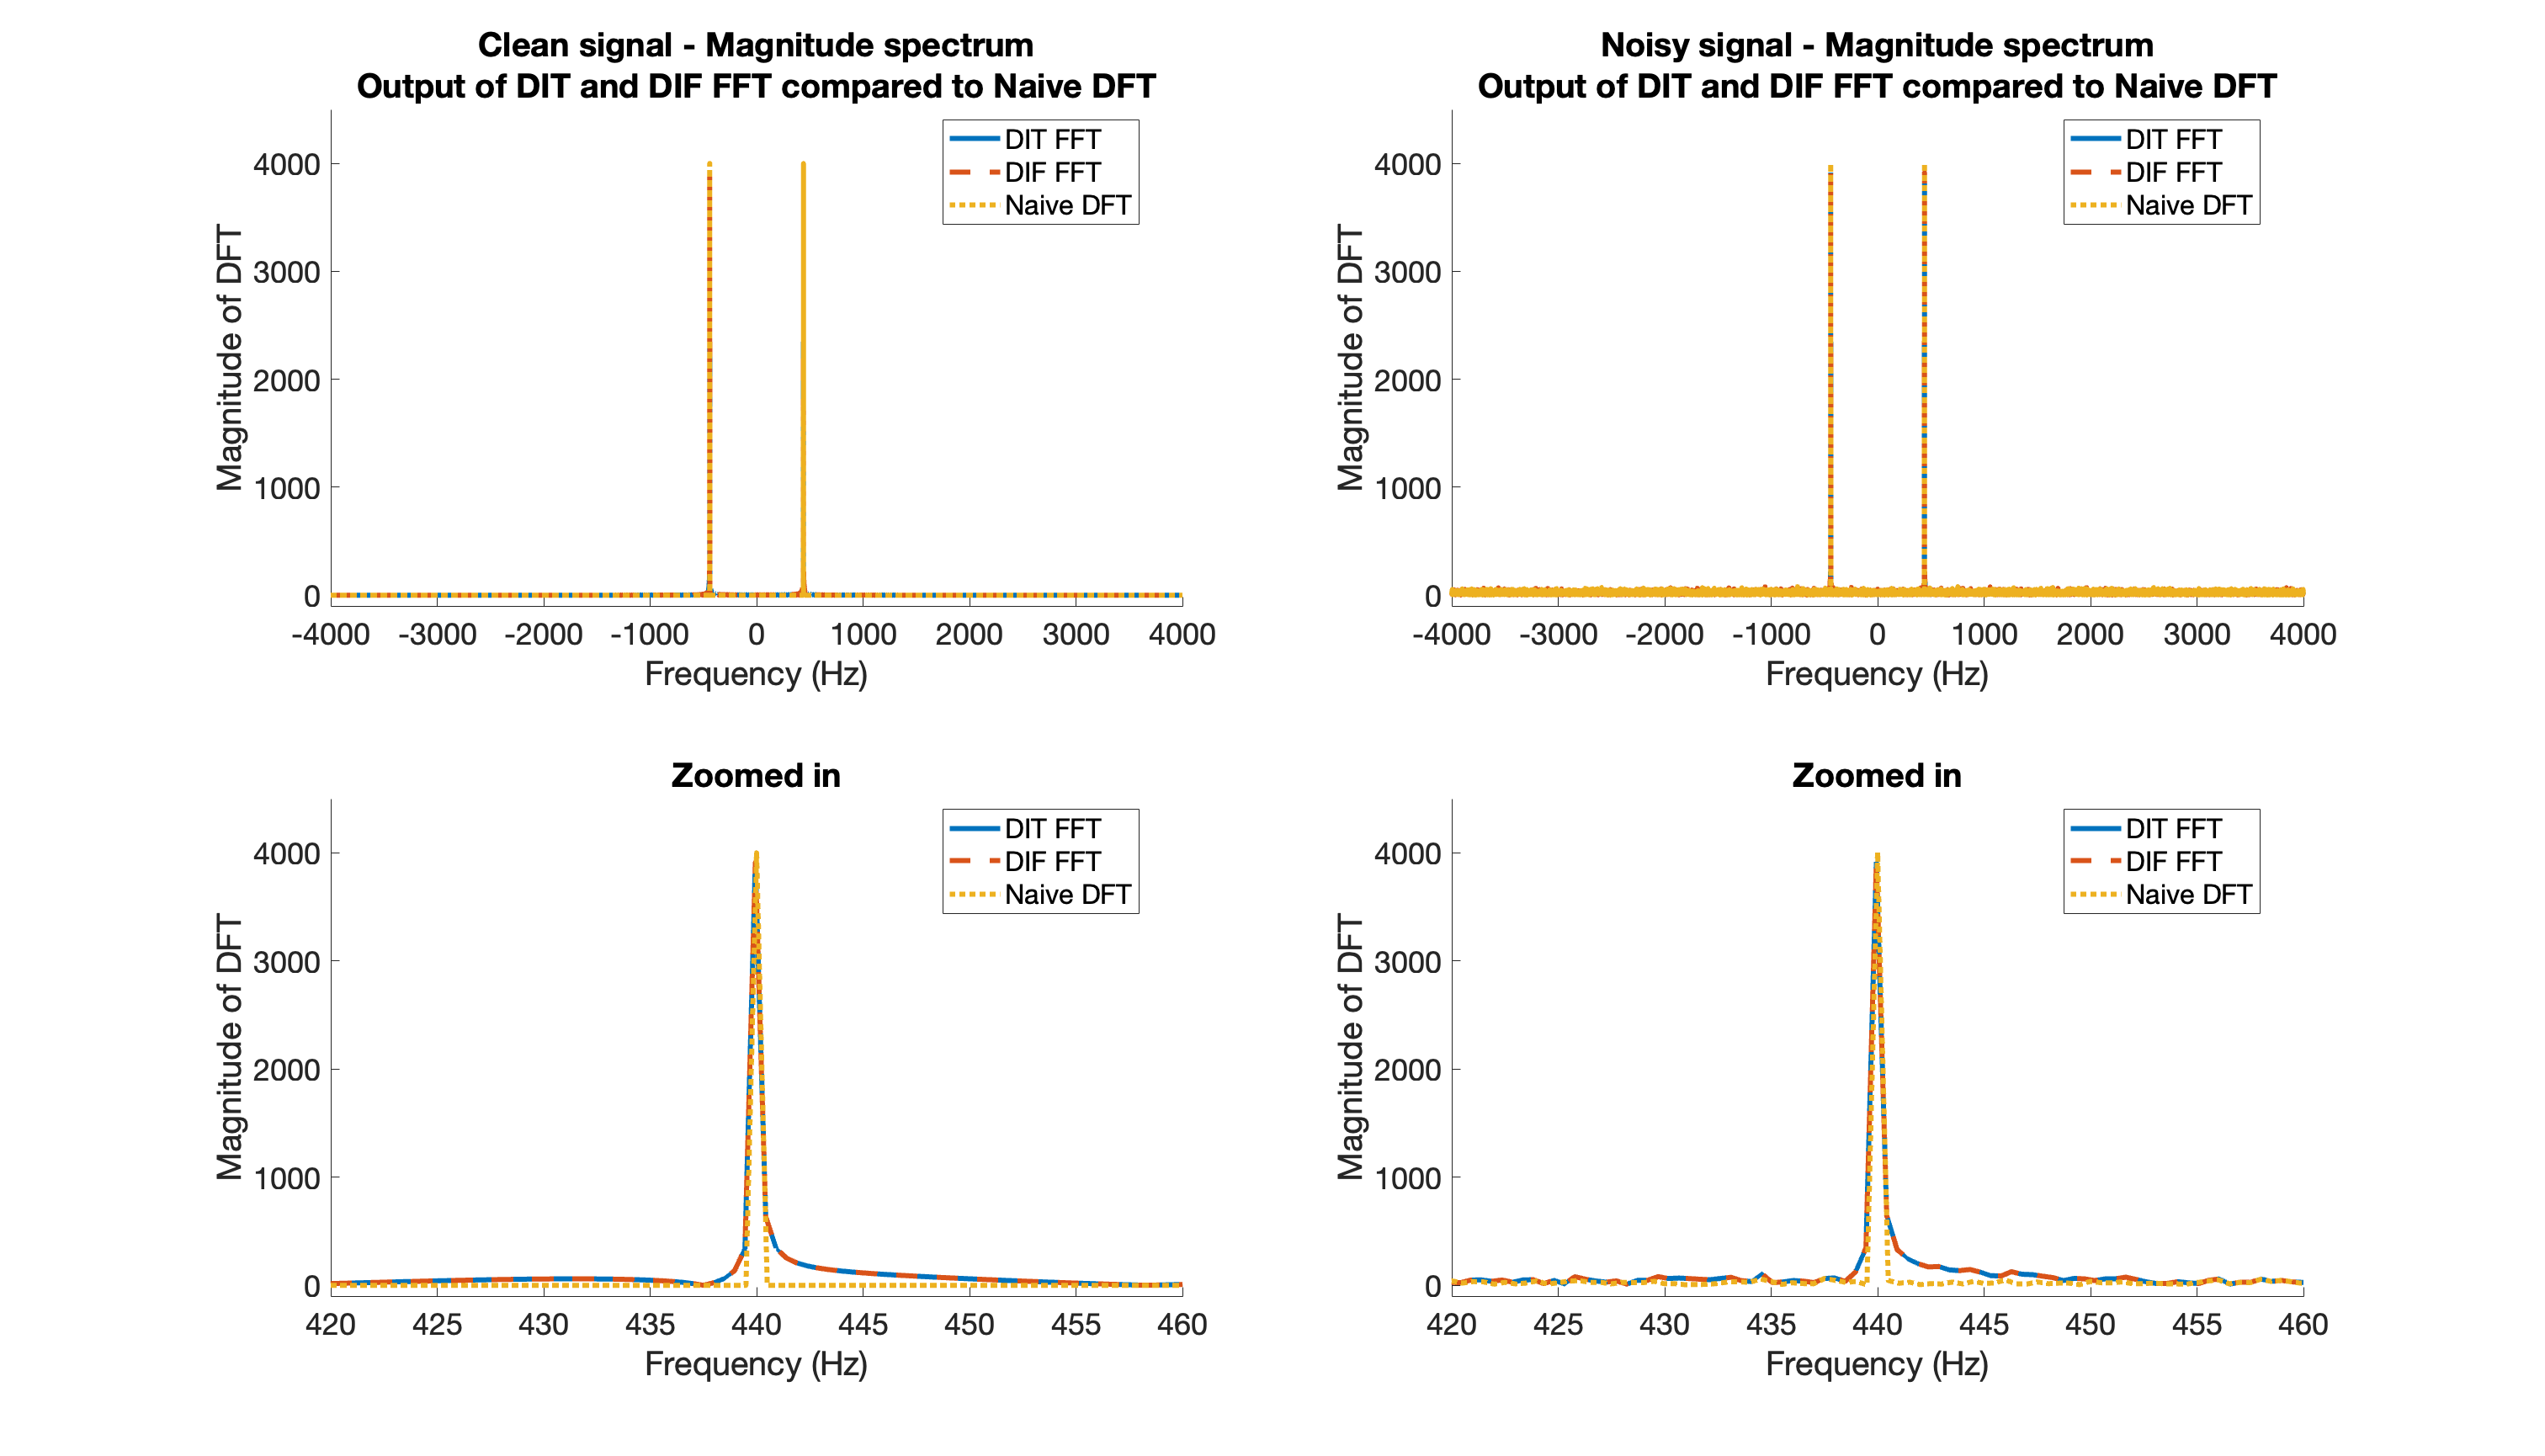 Clean signal - Magnitude spectrum
Output of DIT and DIF FFT compared to Naive DFT
DIT FFT
DIF FFT
Naive DFT
Magnitude of DFT
4000
3000
2000
1000
0
-4000 -3000 -2000 -1000 0 1000 2000 3000 4000
Frequency (Hz)
Noisy signal - Magnitude spectrum
Output of DIT and DIF FFT compared to Naive DFT
DIT FFT
DIF FFT
Naive DFT
Magnitude of DFT
4000
3000
2000
1000
0
-4000 -3000 -2000 -1000 0 1000 2000 3000 4000
Frequency (Hz)
Zoomed in
DIT FFT
DIF FFT
Naive DFT
Magnitude of DFT
4000
3000
2000
1000
0
420 425 430 435 440 445 450 455 460
Frequency (Hz)
Zoomed in
DIT FFT
DIF FFT
Naive DFT
Magnitude of DFT
4000
3000
2000
1000
0
420 425 430 435 440 445 450 455 460
Frequency (Hz)